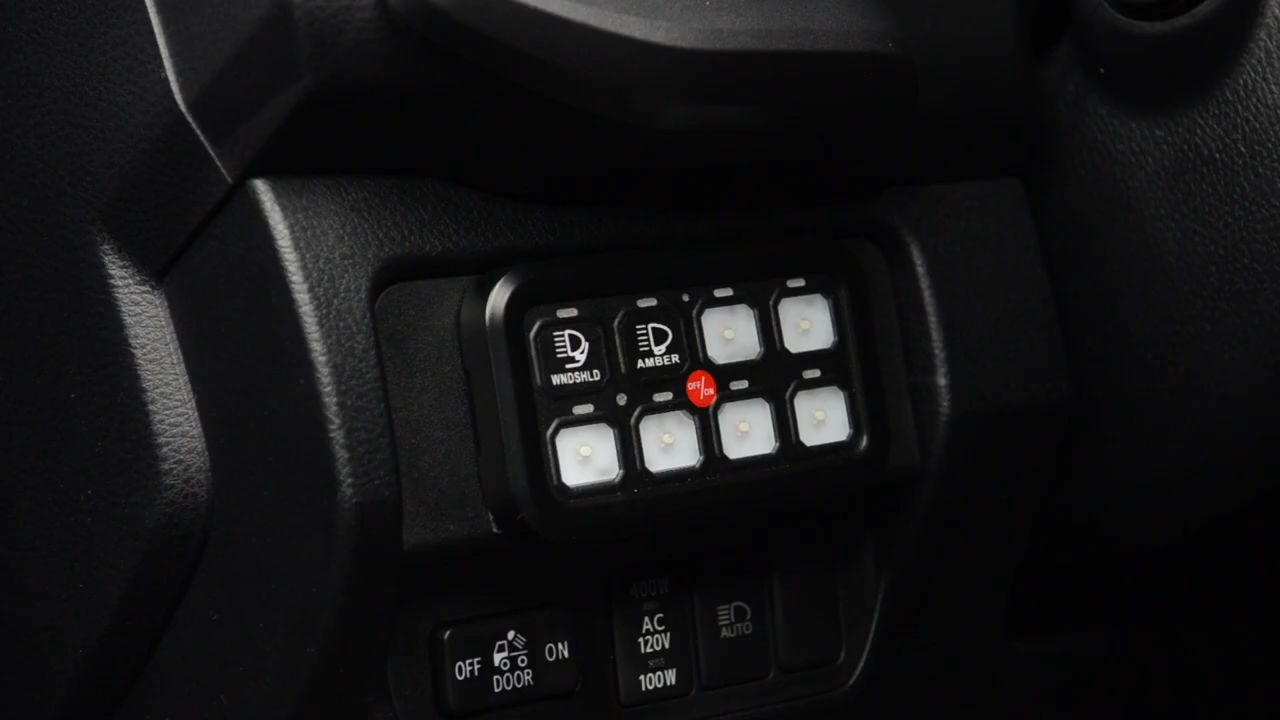 WNDSHLD
AMBER
OFF/ON
OFF
DOOR
ON
400W
AC
120V
100W
AUTO